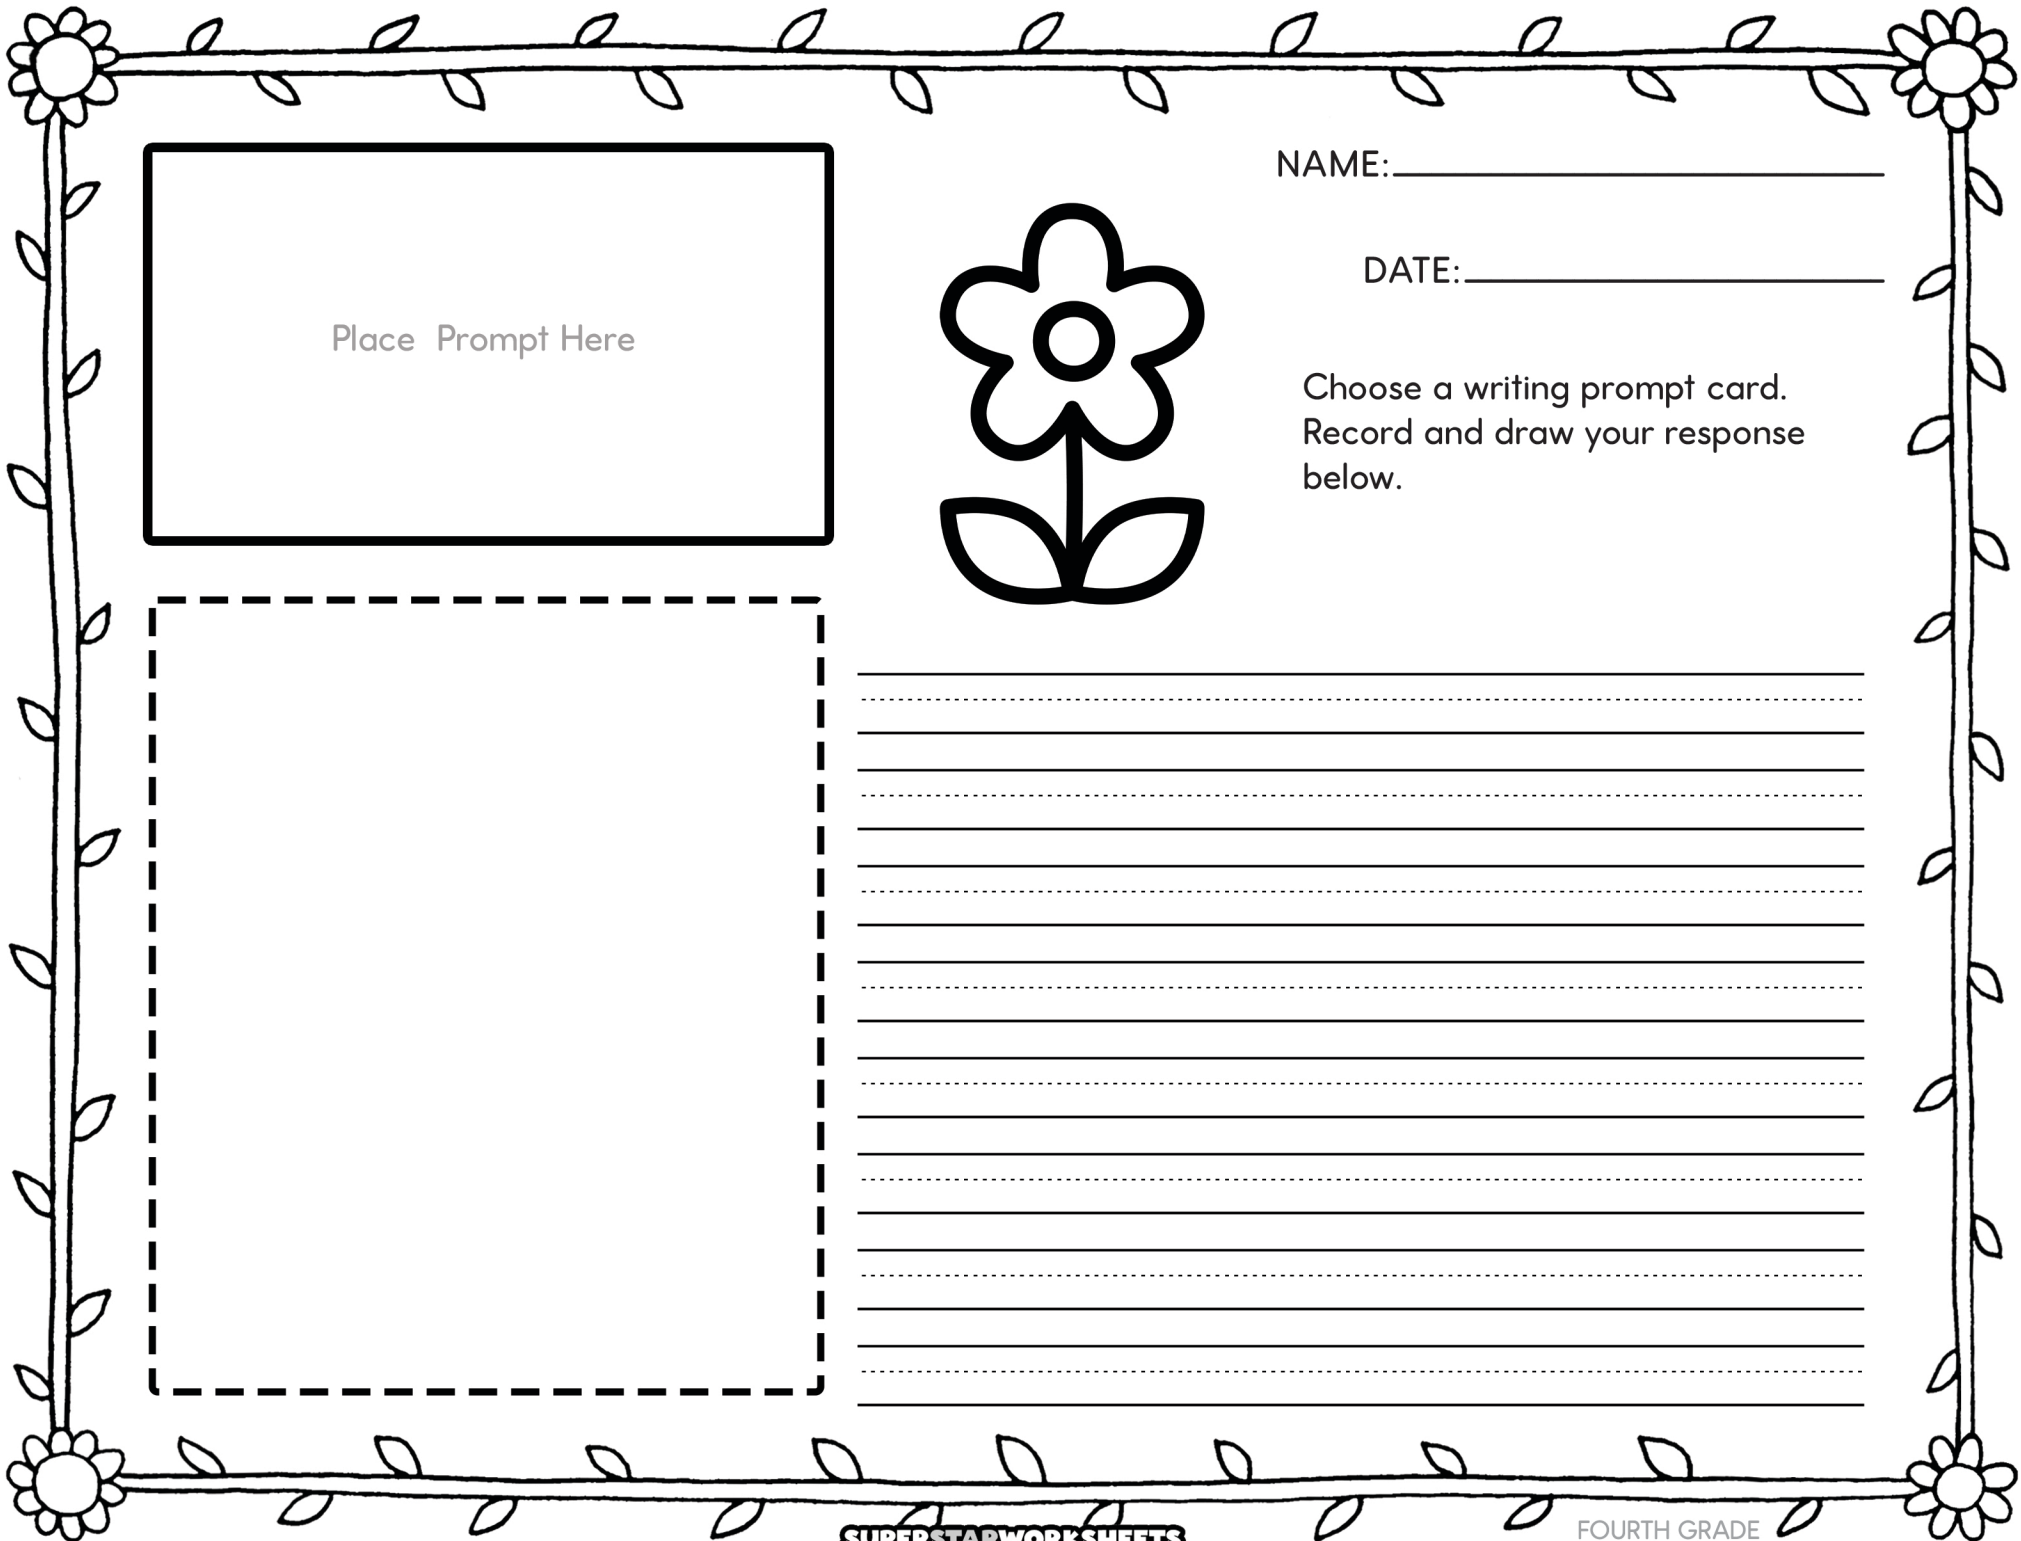 NAME:
DATE:
Place Prompt Here
Choose a writing prompt card.
Record and draw your response
below.
SUPERSTARWORKSHEETS
FOURTH GRADE